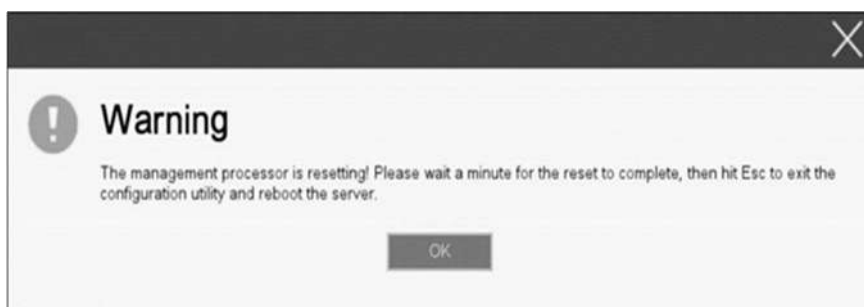 Warning
The management processor is resetting! Please wait a minute for the reset to complete, then hit Esc to exit the
configuration utility and reboot the server.
OK